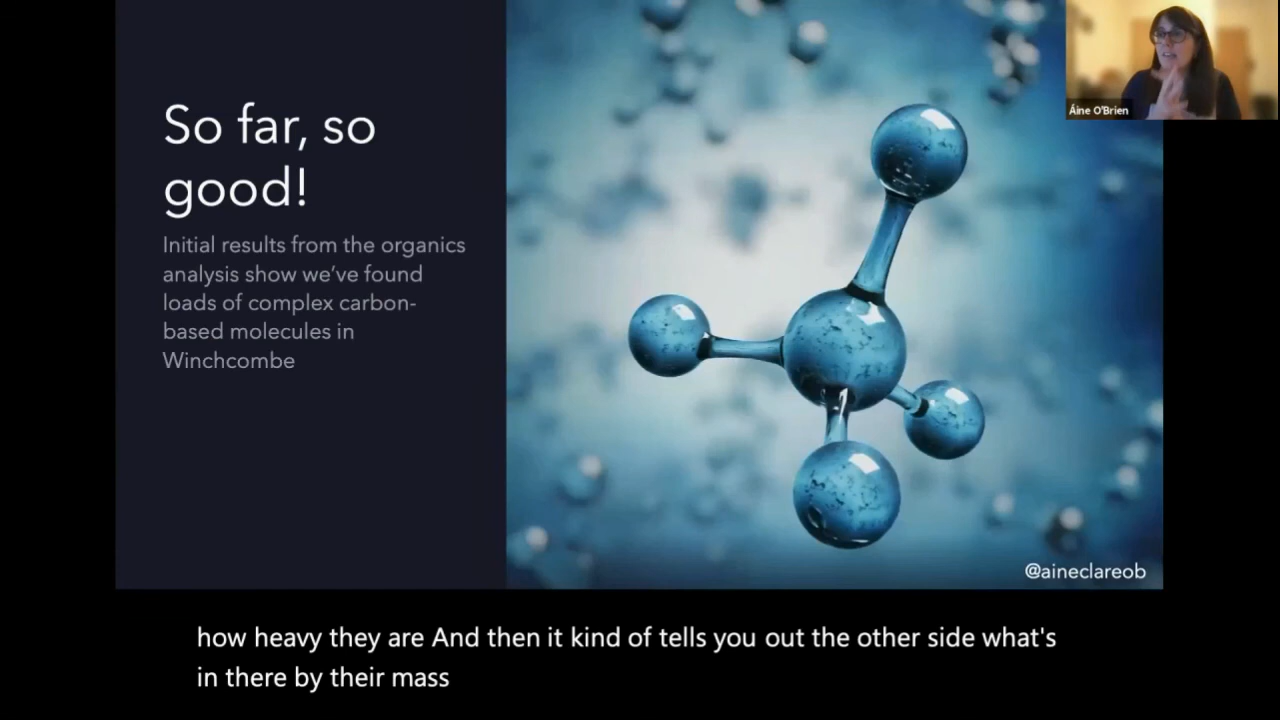 So far, so
good!
Initial results from the organics
analysis show we've found
loads of complex carbon-
based molecules in
Winchcombe
Áine O'Brien
@aineclareob
how heavy they are And then it kind of tells you out the other side what's
in there by their mass